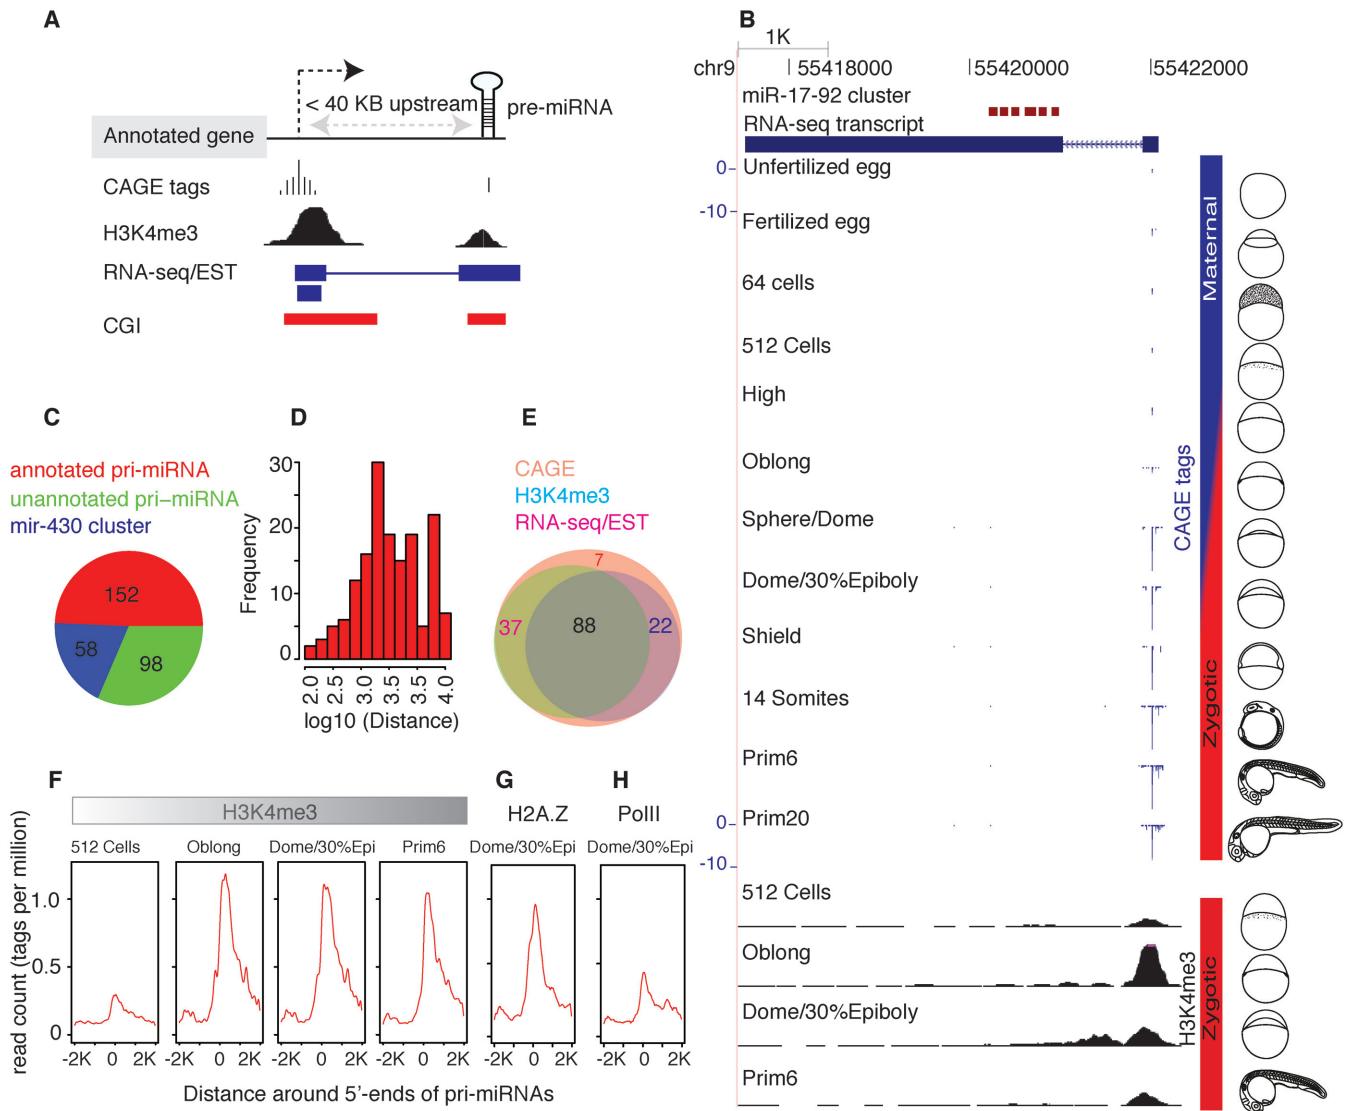 A
< 40 KB upstream
pre-miRNA
Annotated gene
CAGE tags
H3K4me3
RNA-seq/EST
CGI
B
1K
chr9
55418000
55420000
55422000
miR-17-92 cluster
RNA-seq transcript
0
Unfertilized egg
-10
Fertilized egg
64 cells
512 Cells
High
Oblong
Sphere/Dome
Dome/30%Epiboly
Shield
14 Somites
Prim6
Prim20
0
-10
CAGE tags
Maternal
Zygotic
512 Cells
Oblong
Dome/30%Epiboly
Prim6
H3K4me3
Zygotic
C
annotated pri-miRNA
unannotated pri-miRNA
mir-430 cluster
152
58
98
D
Frequency
30
20
10
0
2.0
2.5
3.0
3.5
3.5
4.0
log10 (Distance)
E
CAGE
H3K4me3
RNA-seq/EST
7
37
88
22
F
H3K4me3
G
H2A.Z
H
PolII
512 Cells
Oblong
Dome/30%Epi
Prim6
Dome/30%Epi
Dome/30%Epi
read count (tags per million)
1.0
0.5
0
-2K 0 2K
-2K 0 2K
-2K 0 2K
-2K 0 2K
-2K 0 2K
-2K 0 2K
Distance around 5'-ends of pri-miRNAs